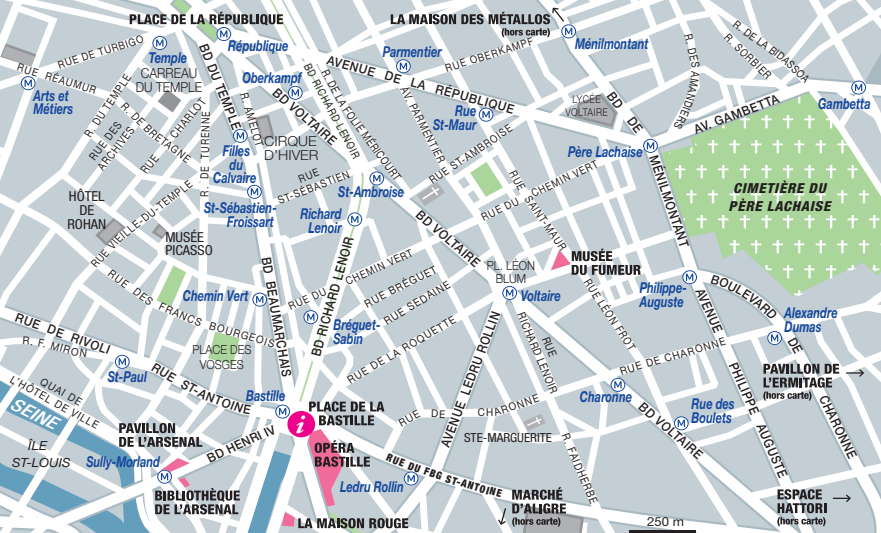 PLACE DE LA RÉPUBLIQUE
LA MAISON DES MÉTALLOS
(hors carte)
RUE DE TURBIGO
Temple
République
BD DU TEMPLE
Parmentier
Ménilmontant
R. DE LA BIDASSOA
R. SORBIER
R. DES AMANDIERS
RUE OBERKAMPF
AVENUE DE LA RÉPUBLIQUE
RUE RÉAUMUR
CARREAU
DU TEMPLE
Oberkampf
BD VOLTAIRE
BD RICHARD LENOIR
R. DE LA FOLIE MÉRICOURT
AV. PARMENTIER
Arts et
Métiers
R. DU TEMPLE
R. DE BRETAGNE
RUE CHARLOT
RUE DES
ARCHIVES
R. DE TURENNE
R. AMELOT
Rue
St-Maur
LYCÉE
VOLTAIRE
BD DE MÉNILMONTANT
AV. GAMBETTA
Gambetta
CIRQUE
D'HIVER
Filles
du
Calvaire
RUE ST-AMBROISE
Père Lachaise
RUE
ST-SÉBASTIEN
St-Ambroise
RUE DU CHEMIN VERT
RUE SAINT-MAUR
CIMETIÈRE DU
PÈRE LACHAISE
HÔTEL
DE
ROHAN
RUE VIEILLE-DU-TEMPLE
St-Sébastien-
Froissart
Richard
Lenoir
BD VOLTAIRE
MUSÉE
PICASSO
BD RICHARD LENOIR
MUSÉE
DU FUMEUR
PL. LÉON
BLUM
RUE DU CHEMIN VERT
RUE BRÉGUET
RUE SEDAINE
Voltaire
Philippe-
Auguste
BOULEVARD DE CHARONNE
Alexandre
Dumas
RUE DES FRANCS BOURGEOIS
Chemin Vert
BD BEAUMARCHAIS
Bréguet-
Sabin
RUE LÉON FROT
RUE DE RIVOLI
R. F. MIRON
PLACE DES
VOSGES
RUE DE LA ROQUETTE
AVENUE LEDRU ROLLIN
RUE
RICHARD LENOIR
RUE DE CHARONNE
AVENUE PHILIPPE AUGUSTE
PAVILLON DE
L'ERMITAGE
(hors carte)
St-Paul
RUE ST-ANTOINE
Bastille
Charonne
QUAI DE
L'HÔTEL DE VILLE
SEINE
PLACE DE LA
BASTILLE
RUE DE CHARONNE
BD VOLTAIRE
Rue des
Boulets
ÎLE
ST-LOUIS
PAVILLON
DE L'ARSENAL
BD HENRI IV
i
OPÉRA
BASTILLE
STE-MARGUERITE
R. FAIDHERBE
Sully-Morland
RUE DU FBG ST-ANTOINE
Ledru Rollin
BIBLIOTHÈQUE
DE L'ARSENAL
LA MAISON ROUGE
MARCHÉ
D'ALIGRE
(hors carte)
250 m
ESPACE
HATTORI
(hors carte)